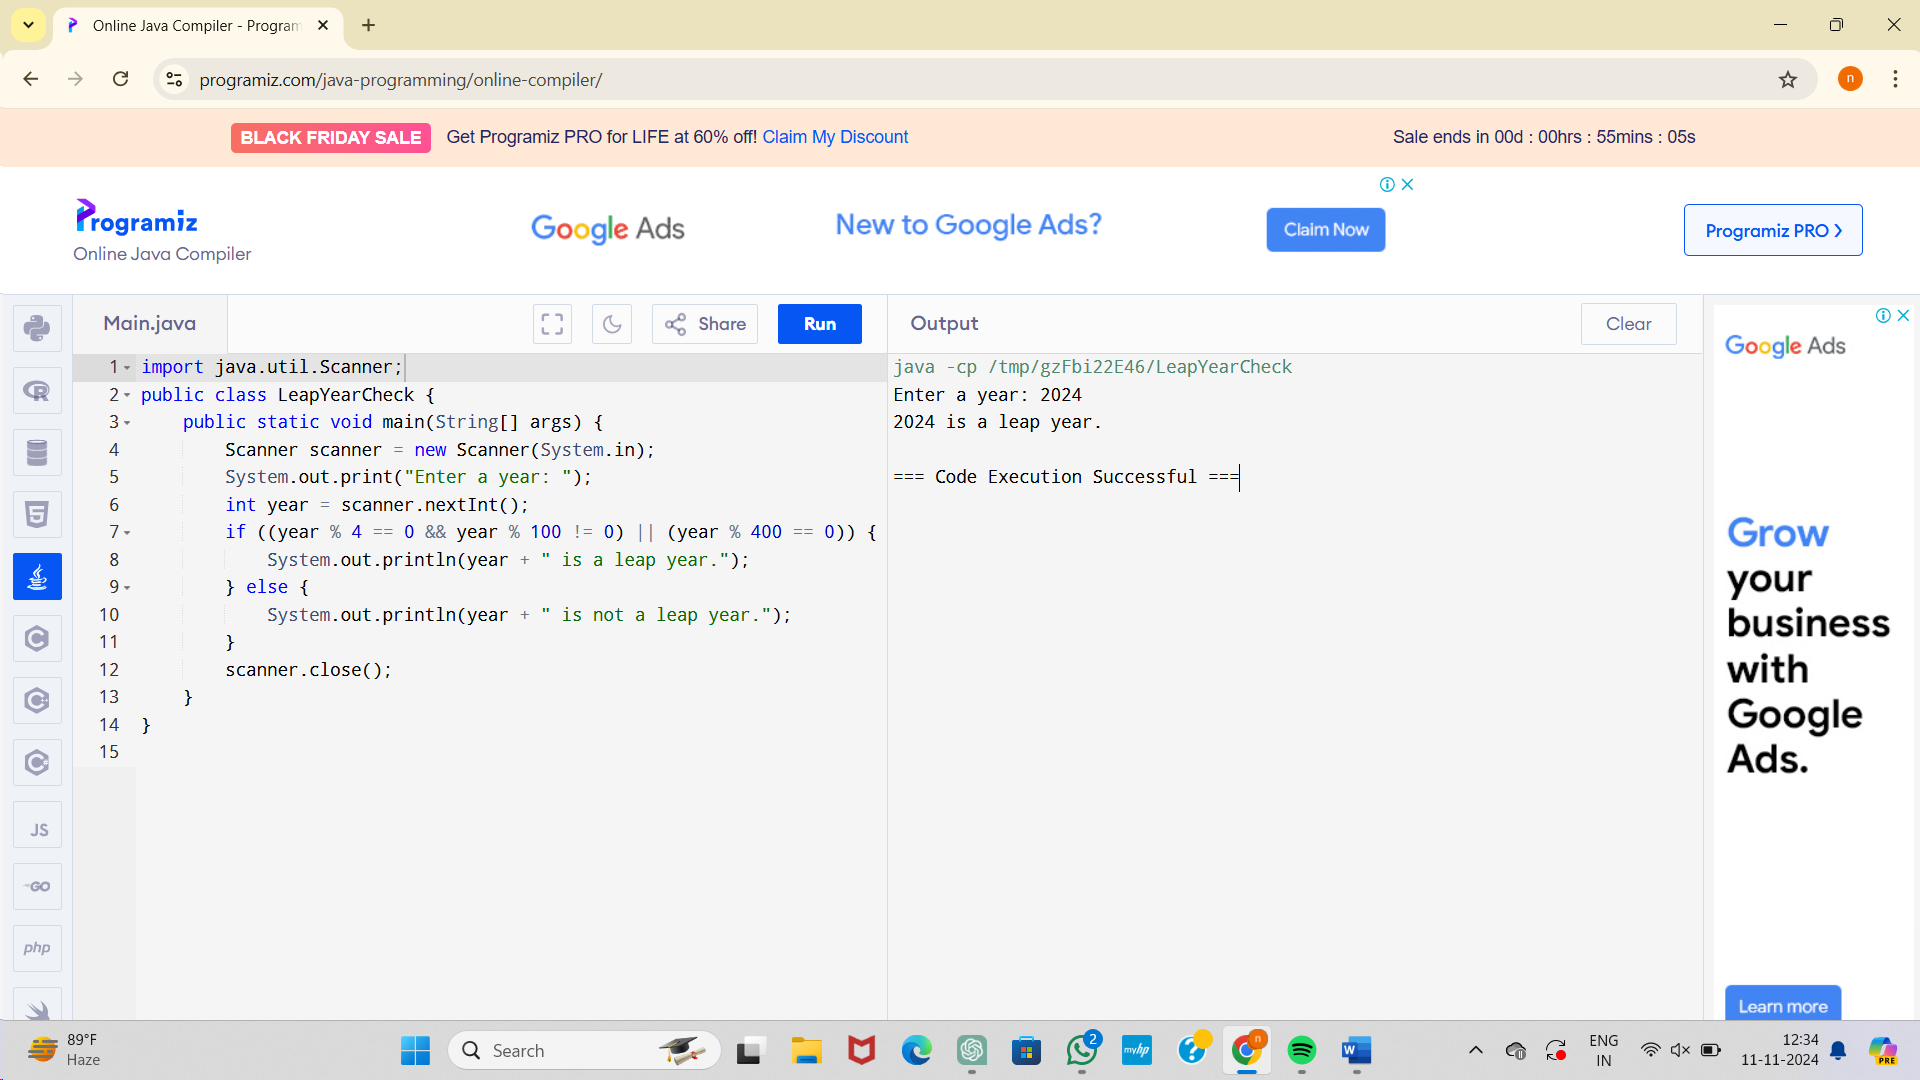 Online Java Compiler - Program
programiz.com/java-programming/online-compiler/
n
BLACK FRIDAY SALE Get Programiz PRO for LIFE at 60% off! Claim My Discount Sale ends in 00d : 00hrs : 55mins : 05s
Programiz
Online Java Compiler
Google Ads
New to Google Ads?
Claim Now
Programiz PRO
Main.java
Share
Run
Output
Clear
1 import java.util.Scanner;
2 public class LeapYearCheck {
3 public static void main(String[] args) {
4 Scanner scanner = new Scanner(System.in);
5 System.out.print("Enter a year: ");
6 int year = scanner.nextInt();
7 if ((year % 4 == 0 && year % 100 != 0) || (year % 400 == 0)) {
8 System.out.println(year + " is a leap year.");
9 } else {
10 System.out.println(year + " is not a leap year.");
11 }
12 scanner.close();
13 }
14 }
15
java -cp /tmp/gzFbi22E46/LeapYearCheck
Enter a year: 2024
2024 is a leap year.
=== Code Execution Successful ===
R
5
C
C
C
JS
GO
php
Google Ads
Grow
your
business
with
Google
Ads.
Learn more
89°F
Haze
Search
2
myhp
?
n
W
ENG
IN
12:34
11-11-2024
PRE